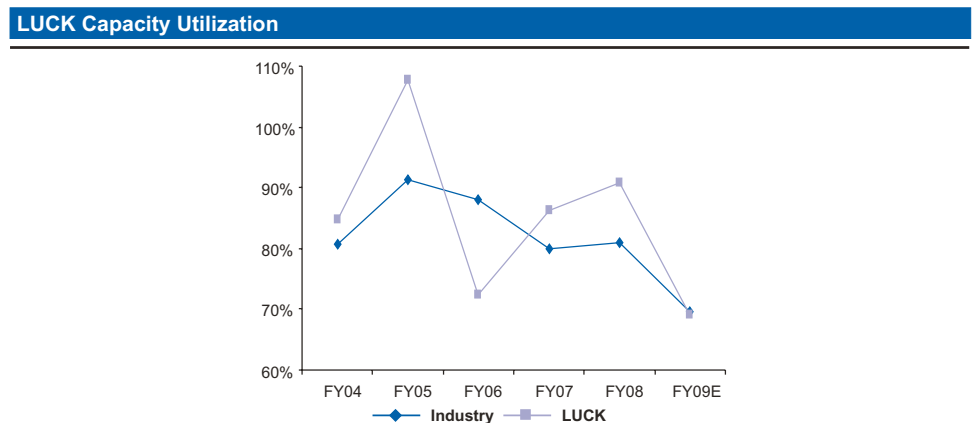 LUCK Capacity Utilization
110%
100%
90%
80%
70%
60%
FY04 FY05 FY06 FY07 FY08 FY09E
Industry LUCK